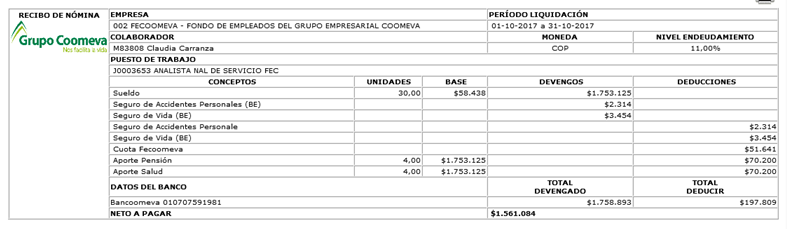 RECIBO DE NÓMINA
Grupo Coomeva
Nos facilita la vida
EMPRESA PERÍODO LIQUIDACIÓN
002 FECOOMEVA - FONDO DE EMPLEADOS DEL GRUPO EMPRESARIAL COOMEVA 01-10-2017 a 31-10-2017
COLABORADOR MONEDA NIVEL ENDEUDAMIENTO
M83808 Claudia Carranza COP 11,00%
PUESTO DE TRABAJO
J0003653 ANALISTA NAL DE SERVICIO FEC
CONCEPTOS UNIDADES BASE DEVENGOS DEDUCCIONES
Sueldo 30,00 $58.438 $1.753.125
Seguro de Accidentes Personales (BE) $2.314
Seguro de Vida (BE) $3.454
Seguro de Accidentes Personale $2.314
Seguro de Vida (BE) $3.454
Cuota Fecoomeva $51.641
Aporte Pensión 4,00 $1.753.125 $70.200
Aporte Salud 4,00 $1.753.125 $70.200
DATOS DEL BANCO TOTAL DEVENGADO TOTAL DEDUCIR
Bancoomeva 010707591981 $1.758.893 $197.809
NETO A PAGAR $1.561.084